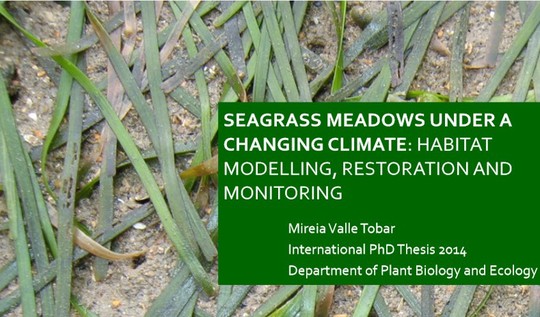 SEAGRASS MEADOWS UNDER A
CHANGING CLIMATE: HABITAT
MODELLING, RESTORATION AND
MONITORING
Mireia Valle Tobar
International PhD Thesis 2014
Department of Plant Biology and Ecology